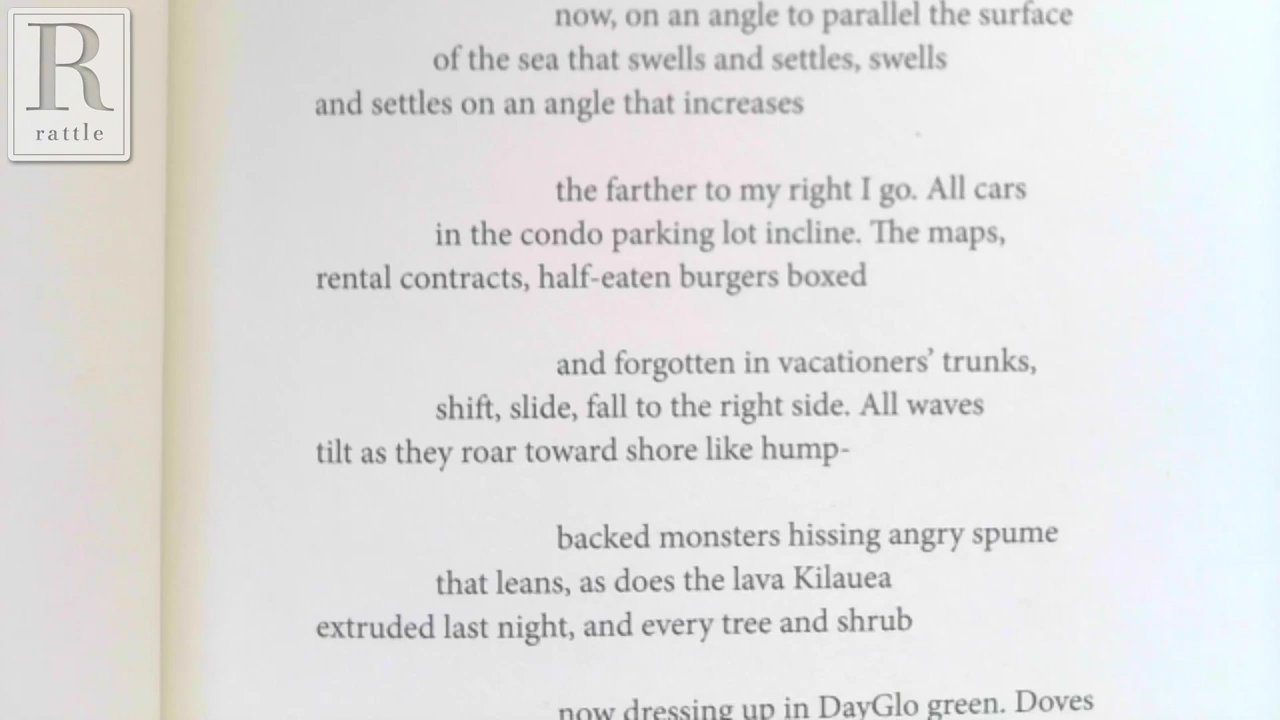 R
rattle
now, on an angle to parallel the surface
of the sea that swells and settles, swells
and settles on an angle that increases
the farther to my right I go. All cars
in the condo parking lot incline. The maps,
rental contracts, half-eaten burgers boxed
and forgotten in vacationers’ trunks,
shift, slide, fall to the right side. All waves
tilt as they roar toward shore like hump-
backed monsters hissing angry spume
that leans, as does the lava Kilauea
extruded last night, and every tree and shrub
now dressing up in DayGlo green. Doves